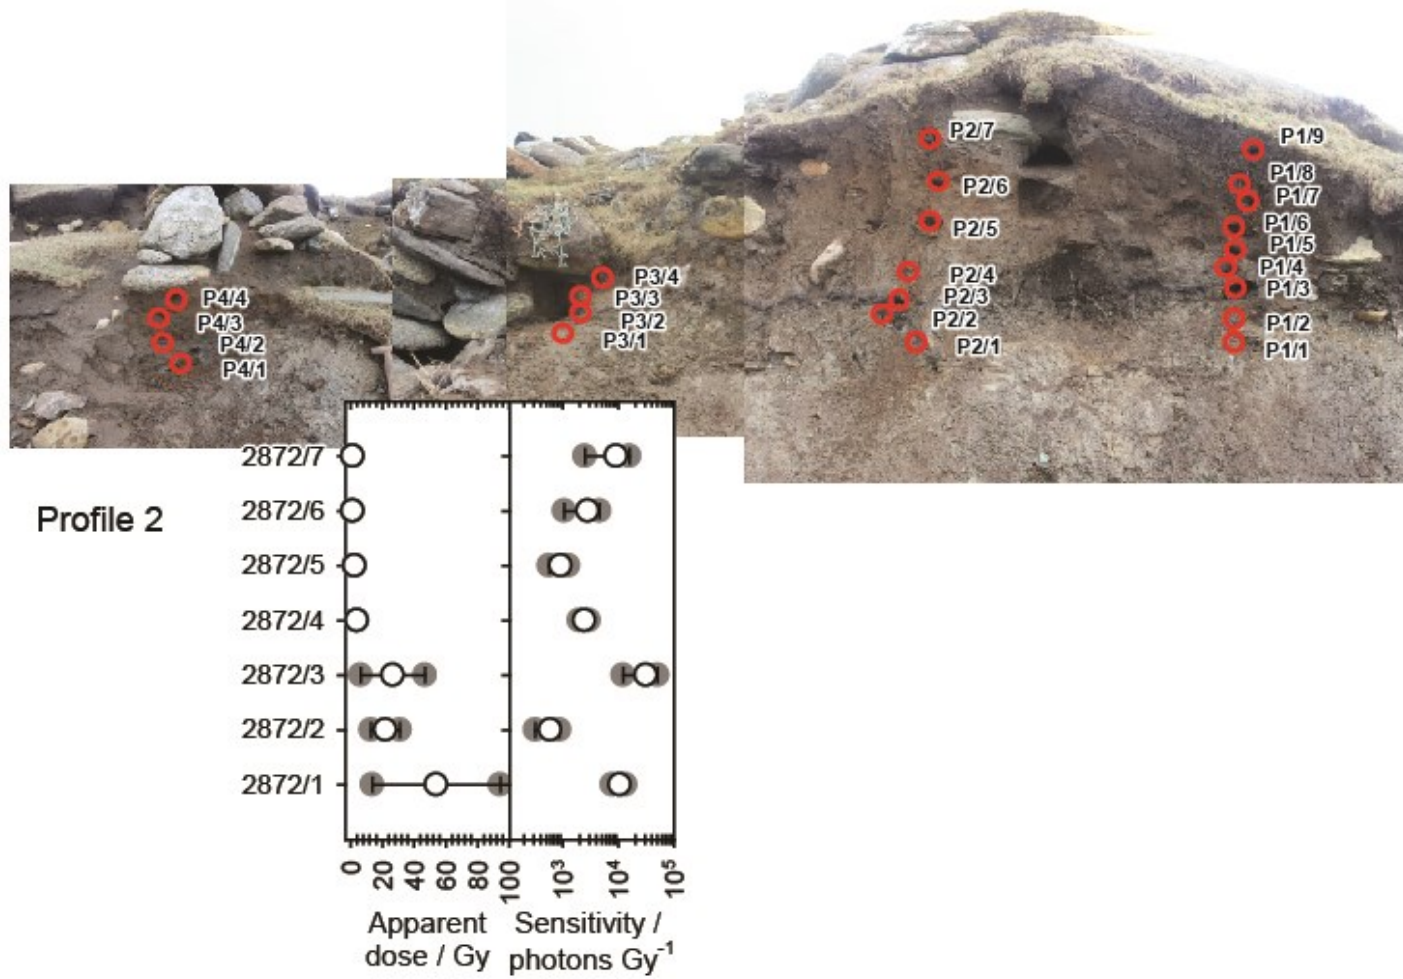 P2/7
P1/9
P2/6
P1/8
P1/7
P2/5
P1/6
P1/5
P4/4
P3/4
P2/4
P1/4
P4/3
P3/3
P2/3
P1/3
P4/2
P3/2
P2/2
P1/2
P4/1
P3/1
P2/1
P1/1
Profile 2
2872/7
2872/6
2872/5
2872/4
2872/3
2872/2
2872/1
0 20 40 60 80 100 10³ 10⁴ 10⁵
Apparent dose / Gy
Sensitivity / photons Gy⁻¹